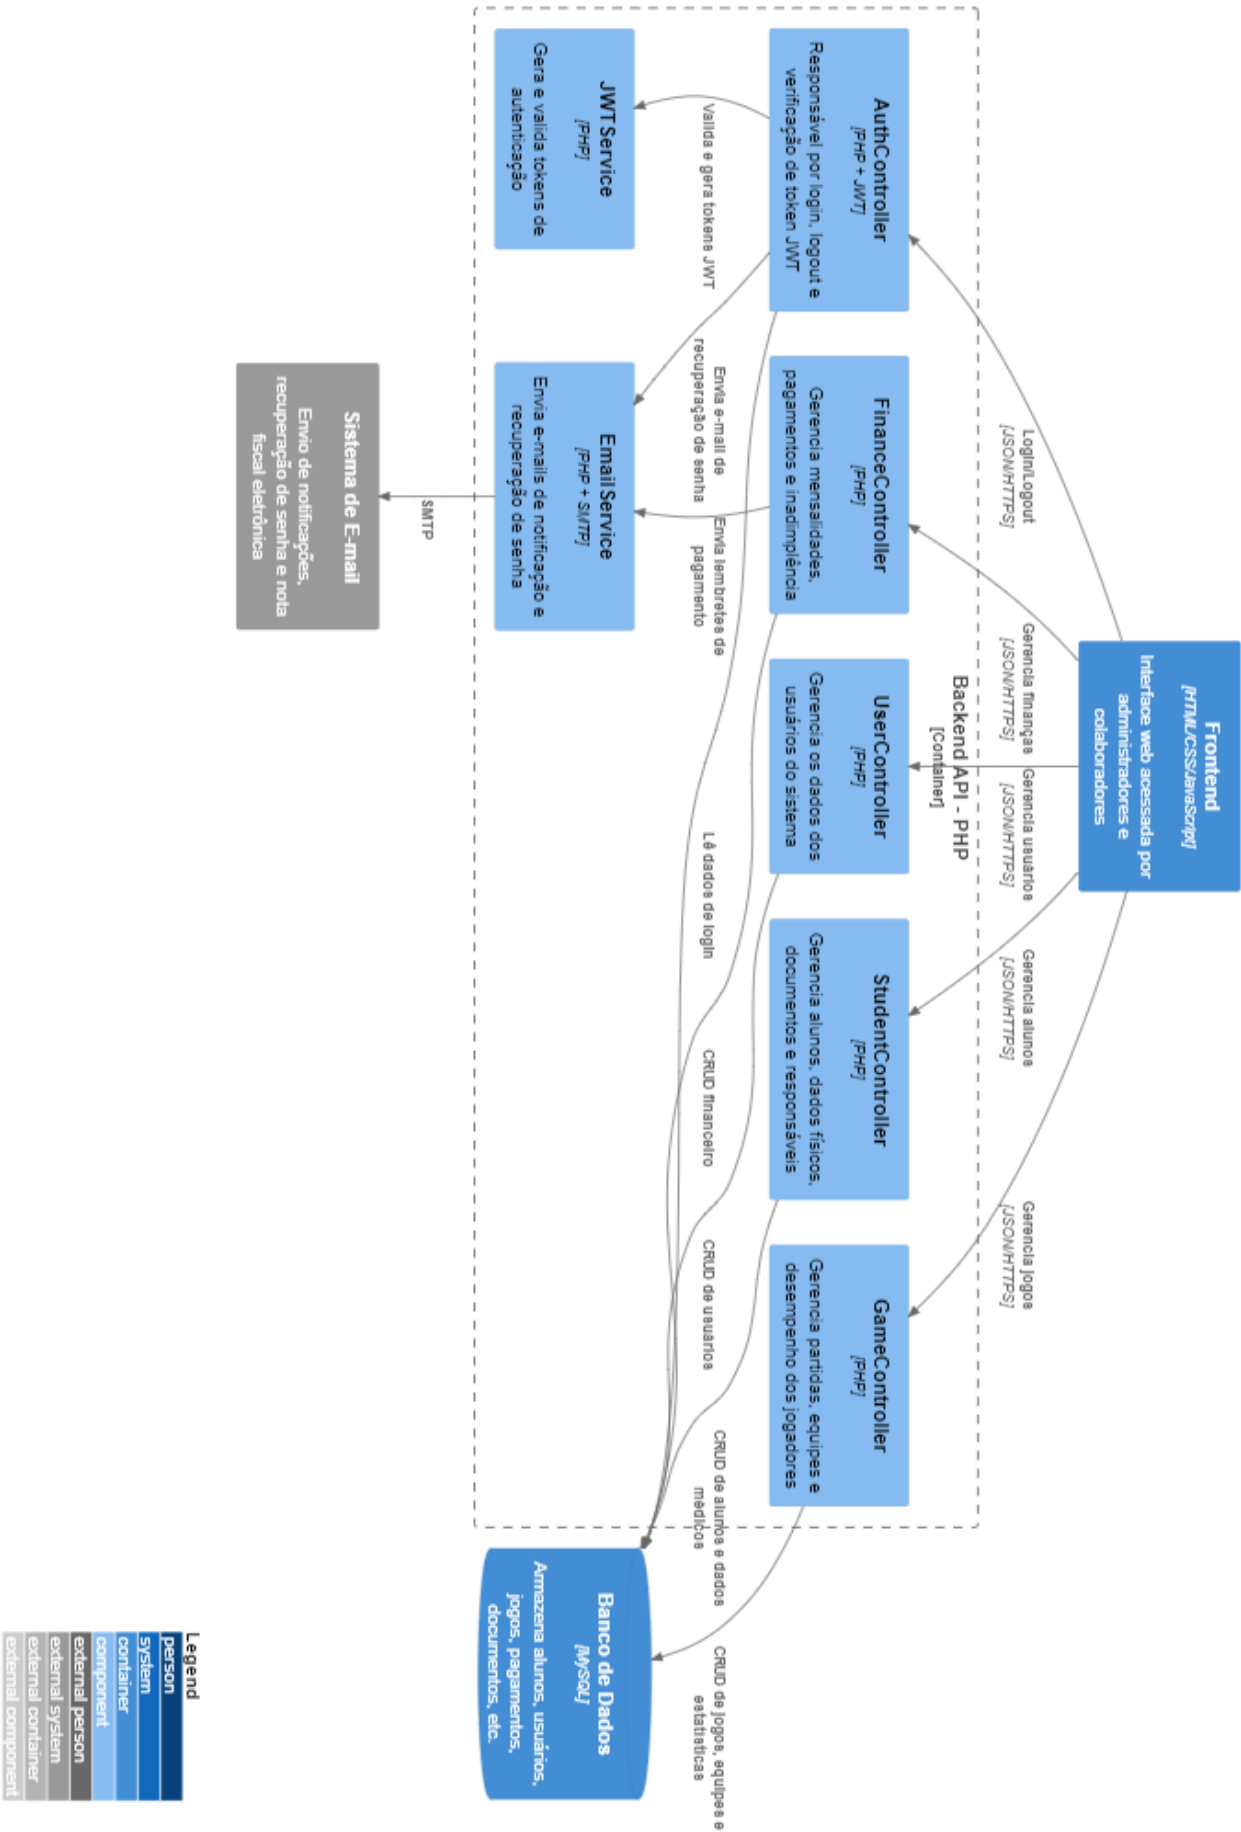 Frontend
[HTML/CSS/JavaScript]
Interface web acessada por
administradores e
colaboradores
Login/Logout
[JSON/HTTPS]
Gerencia finanças
[JSON/HTTPS]
Gerencia usuários
[JSON/HTTPS]
Gerencia alunos
[JSON/HTTPS]
Gerencia jogos
[JSON/HTTPS]
Backend API - PHP
[Container]
AuthController
[PHP + JWT]
Responsável por login, logout e
verificação de token JWT
FinanceController
[PHP]
Gerencia mensalidades,
pagamentos e inadimplência
UserController
[PHP]
Gerencia os dados dos
usuários do sistema
StudentController
[PHP]
Gerencia alunos, dados físicos,
documentos e responsáveis
GameController
[PHP]
Gerencia partidas, equipes e
desempenho dos jogadores
Valida e gera tokens JWT
Envia e-mail de
recuperação de senha
Envia lembretes de
pagamento
Lê dados de login
CRUD financeiro
CRUD de usuários
CRUD de alunos e dados
médicos
CRUD de jogos, equipes e
estatísticas
JWTService
[PHP]
Gera e valida tokens de
autenticação
EmailService
[PHP + SMTP]
Envia e-mails de notificação e
recuperação de senha
Banco de Dados
[MySQL]
Armazena alunos, usuários,
jogos, pagamentos,
documentos, etc.
SMTP
Sistema de E-mail
Envio de notificações,
recuperação de senha e nota
fiscal eletrônica
Legend
person
system
container
component
external person
external system
external container
external component